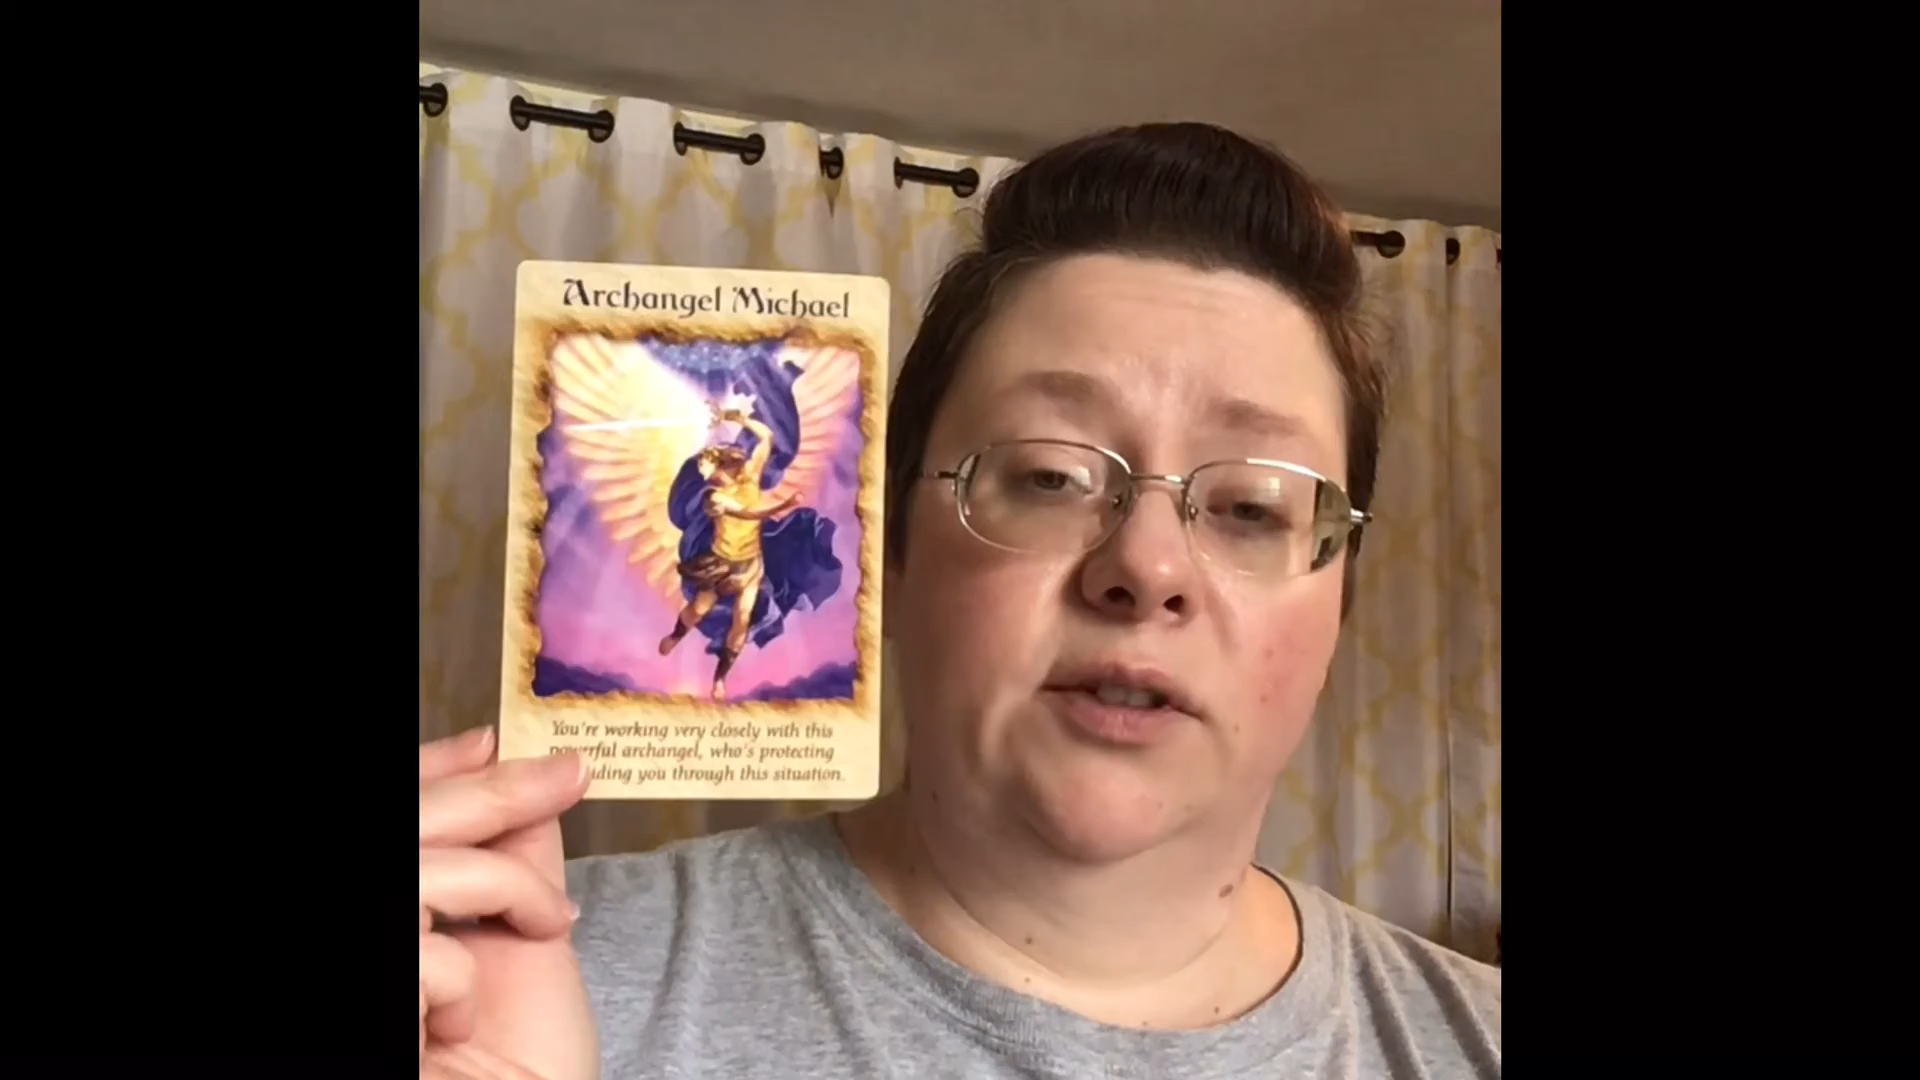 Archangel Michael
You're working very closely with this
powerful archangel, who's protecting
you through this situation.